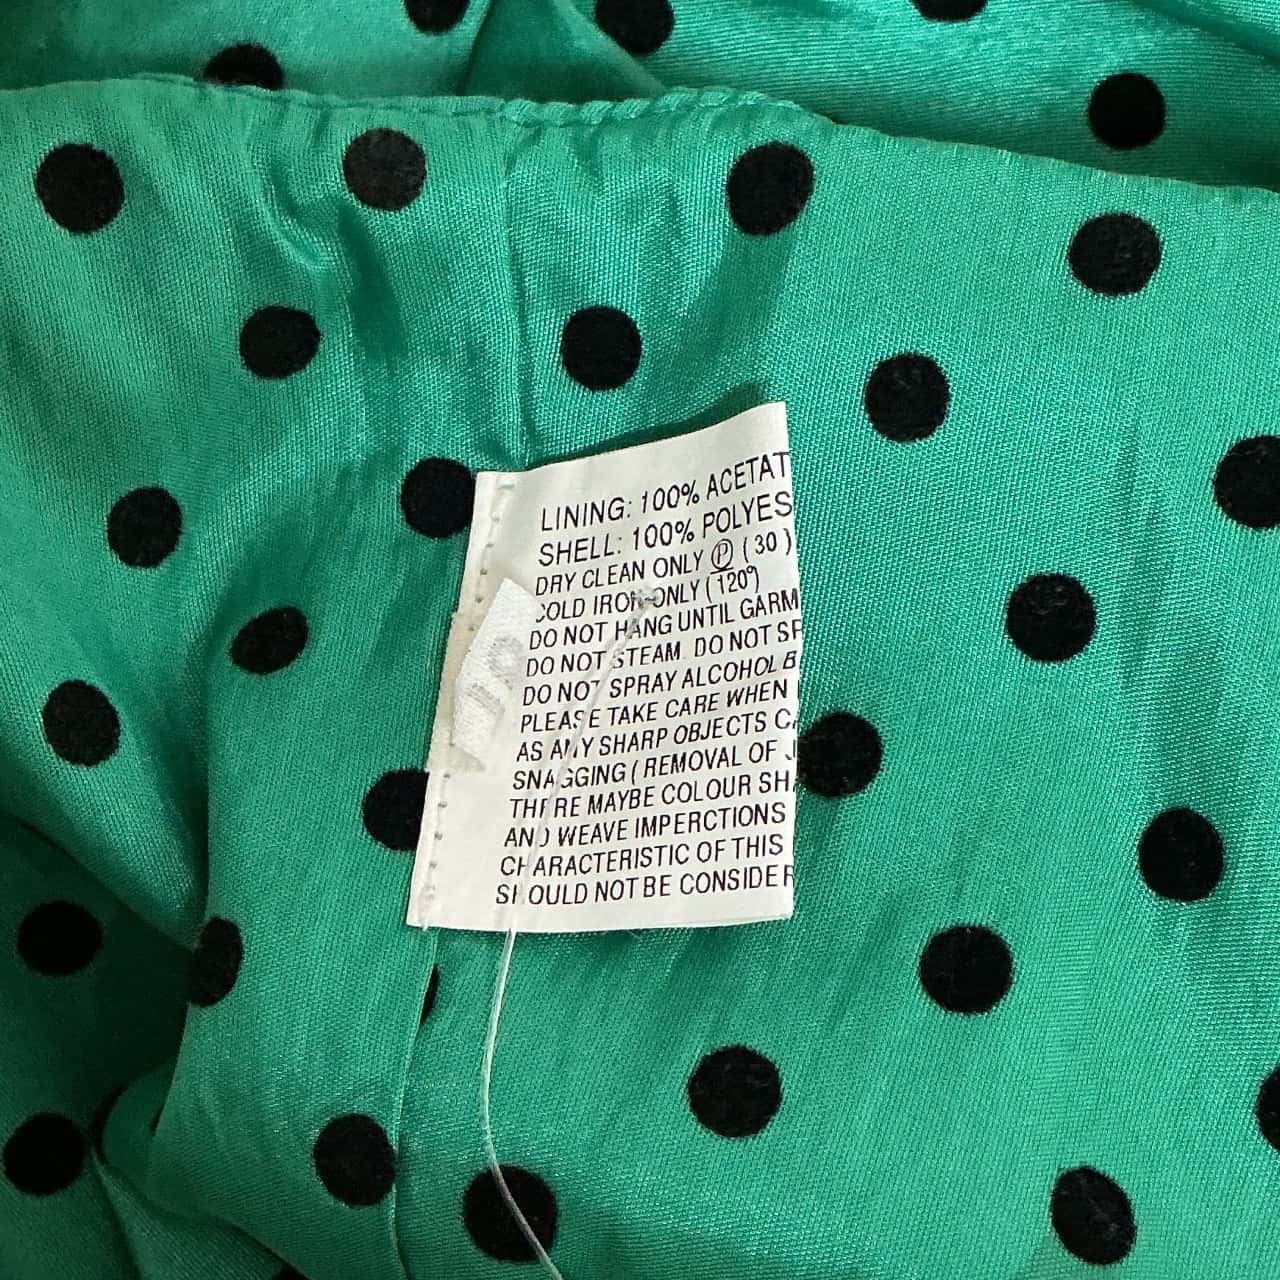 LINING: 100% ACETAT
SHELL: 100% POLYES
DRY CLEAN ONLY Ⓟ (30)
COLD IRON ONLY (120°)
DO NOT HANG UNTIL GARM
DO NOT STEAM. DO NOT SP
DO NOT SPRAY ALCOHOL B
PLEASE TAKE CARE WHEN
AS ANY SHARP OBJECTS CA
SNAGGING (REMOVAL OF J
THERE MAYBE COLOUR SHA
AND WEAVE IMPERCTIONS
CHARACTERISTIC OF THIS
SHOULD NOT BE CONSIDER